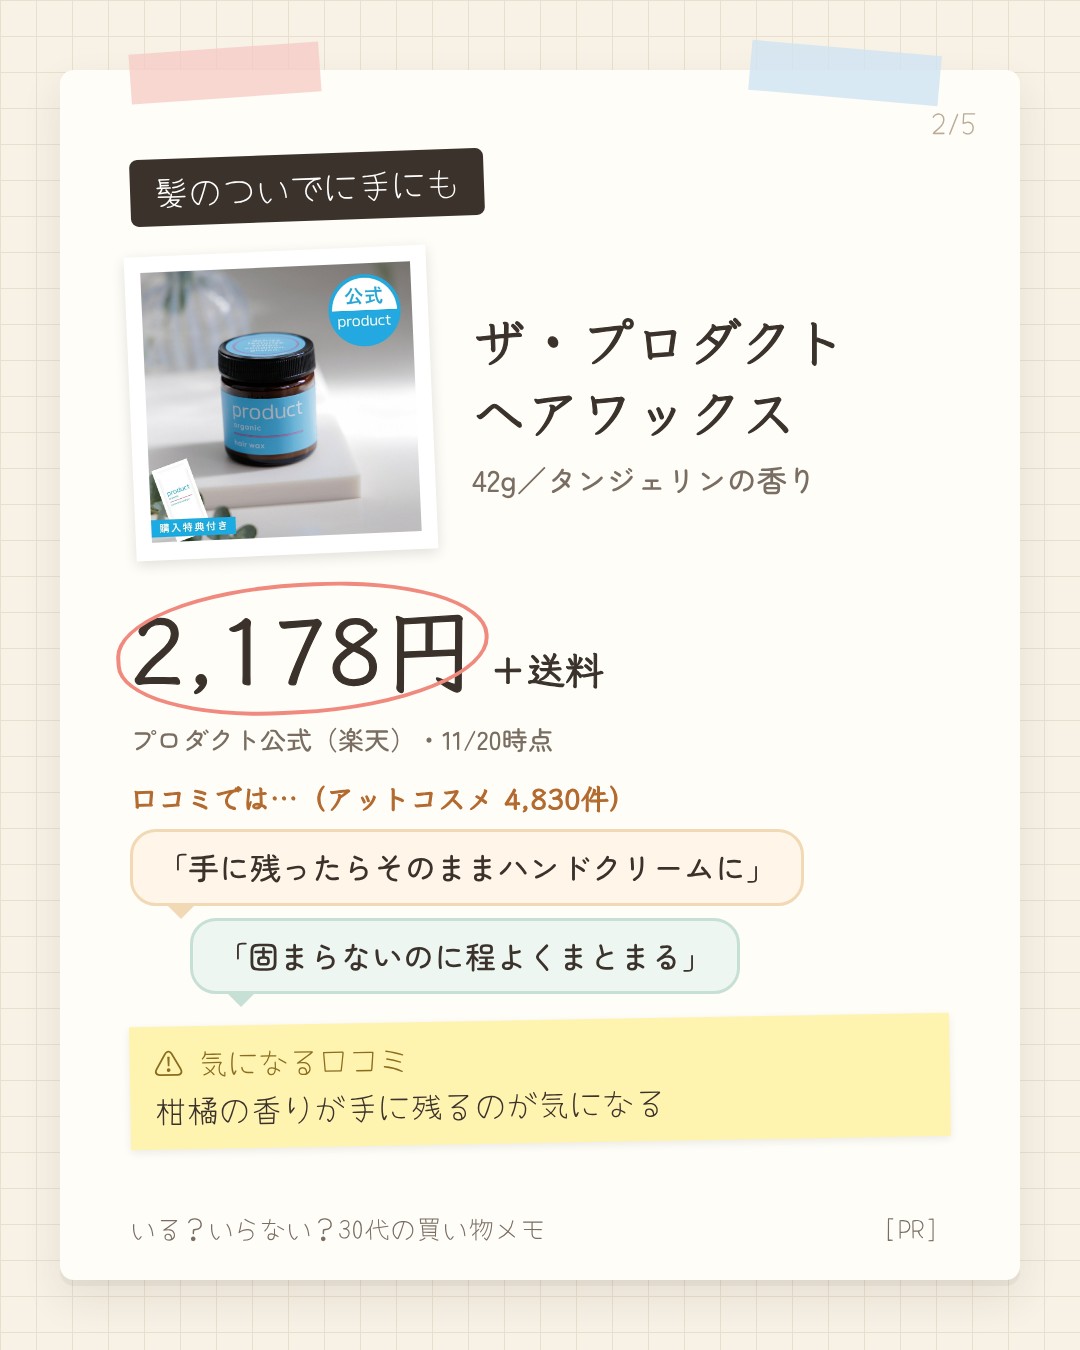 2/5
髪のついでに手にも
公式
product
product
organic
hair wax
product
購入特典付き
ザ・プロダクト
ヘアワックス
42g／タンジェリンの香り
2,178円 +送料
プロダクト公式（楽天）・11/20時点
口コミでは…（アットコスメ 4,830件）
「手に残ったらそのままハンドクリームに」
「固まらないのに程よくまとまる」
気になる口コミ
柑橘の香りが手に残るのが気になる
いる？いらない？30代の買い物メモ
[PR]